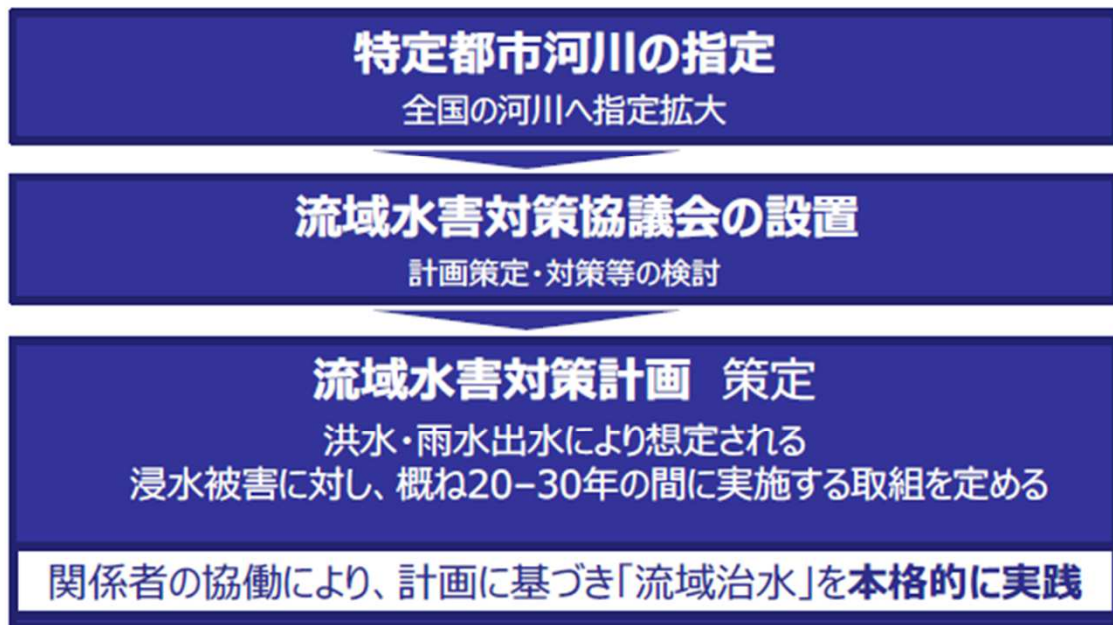 特定都市河川の指定
全国の河川へ指定拡大
流域水害対策協議会の設置
計画策定・対策等の検討
流域水害対策計画 策定
洪水・雨水出水により想定される
浸水被害に対し、概ね20−30年の間に実施する取組を定める
関係者の協働により、計画に基づき「流域治水」を本格的に実践